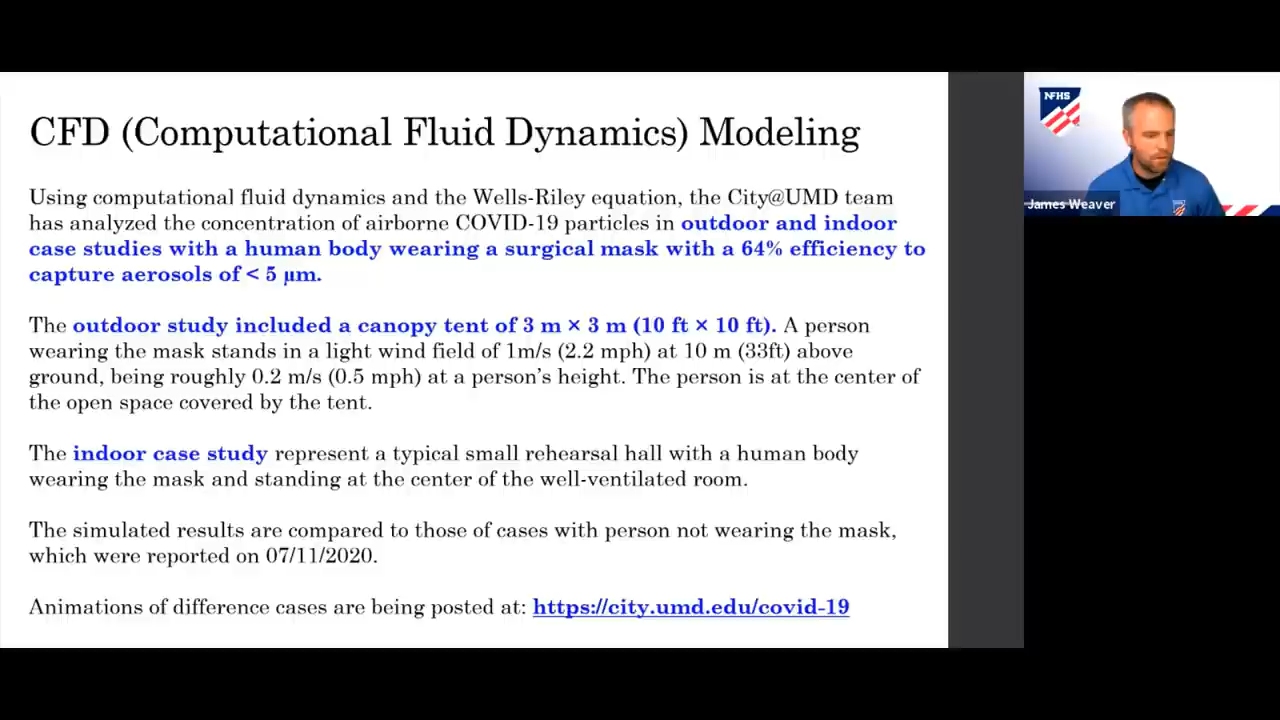 CFD (Computational Fluid Dynamics) Modeling
Using computational fluid dynamics and the Wells-Riley equation, the City@UMD team
has analyzed the concentration of airborne COVID-19 particles in outdoor and indoor
case studies with a human body wearing a surgical mask with a 64% efficiency to
capture aerosols of < 5 μm.
The outdoor study included a canopy tent of 3 m × 3 m (10 ft × 10 ft). A person
wearing the mask stands in a light wind field of 1m/s (2.2 mph) at 10 m (33ft) above
ground, being roughly 0.2 m/s (0.5 mph) at a person's height. The person is at the center of
the open space covered by the tent.
The indoor case study represent a typical small rehearsal hall with a human body
wearing the mask and standing at the center of the well-ventilated room.
The simulated results are compared to those of cases with person not wearing the mask,
which were reported on 07/11/2020.
Animations of difference cases are being posted at: https://city.umd.edu/covid-19
NFHS
James Weaver